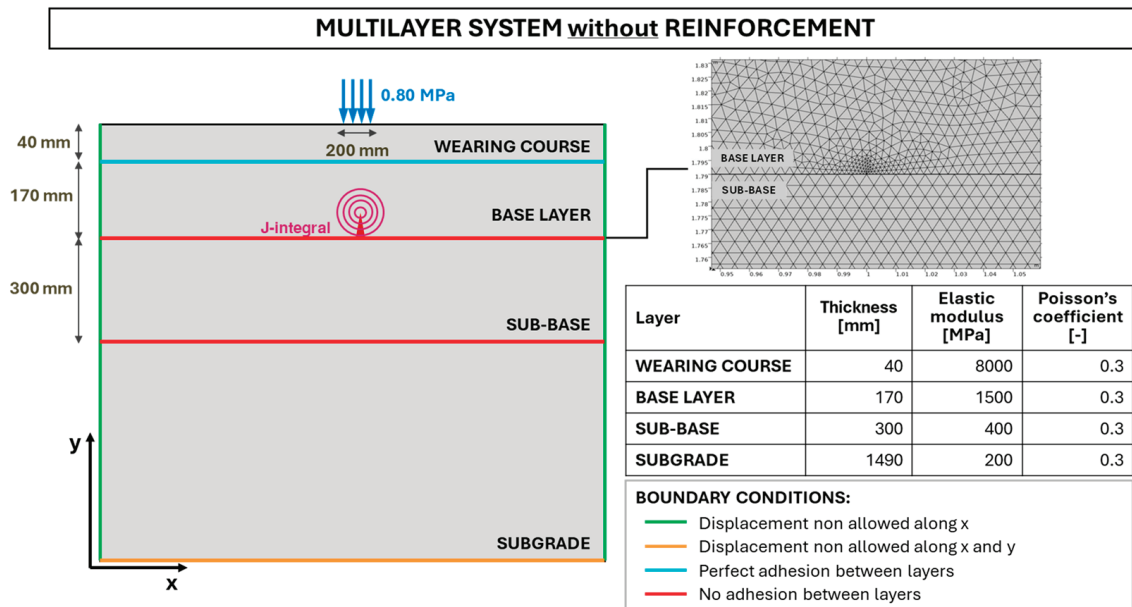 MULTILAYER SYSTEM without REINFORCEMENT
0.80 MPa
40 mm
200 mm
WEARING COURSE
170 mm
BASE LAYER
J-integral
300 mm
SUB-BASE
SUBGRADE
y
x
1.83
1.825
1.82
1.815
1.81
1.805
1.8
1.795
1.79
1.785
1.78
1.775
1.77
1.765
1.76
BASE LAYER
SUB-BASE
0.95 0.96 0.97 0.98 0.99 1 1.01 1.02 1.03 1.04 1.05
Layer Thickness [mm] Elastic modulus [MPa] Poisson's coefficient [-]
WEARING COURSE 40 8000 0.3
BASE LAYER 170 1500 0.3
SUB-BASE 300 400 0.3
SUBGRADE 1490 200 0.3
BOUNDARY CONDITIONS:
Displacement non allowed along x
Displacement non allowed along x and y
Perfect adhesion between layers
No adhesion between layers